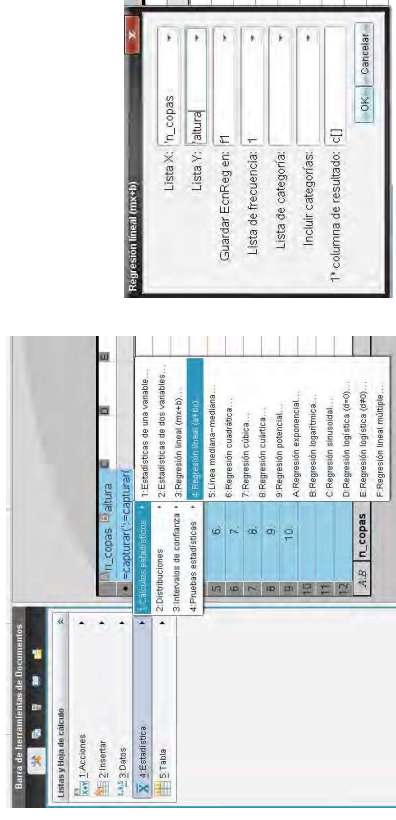 Barra de herramientas de Documentos
Listas y Hoja de cálculo
1:Acciones
2:Insertar
3:Datos
4:Estadística
5:Tabla
A n_copas B altura C D E
=capturar('
=capturar(
1:Cálculos estadísticos
2:Distribuciones
3:Intervalos de confianza
4:Pruebas estadísticas
1:Estadísticas de una variable...
2:Estadísticas de dos variables...
3:Regresión lineal (mx+b)...
4:Regresión lineal (a+bx)...
5:Línea mediana-mediana...
6:Regresión cuadrática...
7:Regresión cúbica...
8:Regresión cuártica...
9:Regresión potencial...
A:Regresión exponencial...
B:Regresión logarítmica...
C:Regresión sinusoidal...
D:Regresión logística (d=0)...
E:Regresión logística (d≠0)...
F:Regresión lineal múltiple...
5 6.
6 7.
7 8.
8 9.
9 10.
10
11
12
A:B n_copas
Regresión lineal (mx+b)
Lista X: 'n_copas
Lista Y: 'altura
Guardar EcnReg en: f1
Lista de frecuencia: 1
Lista de categoría:
Incluir categorías:
1ª columna de resultado: c[]
OK Cancelar